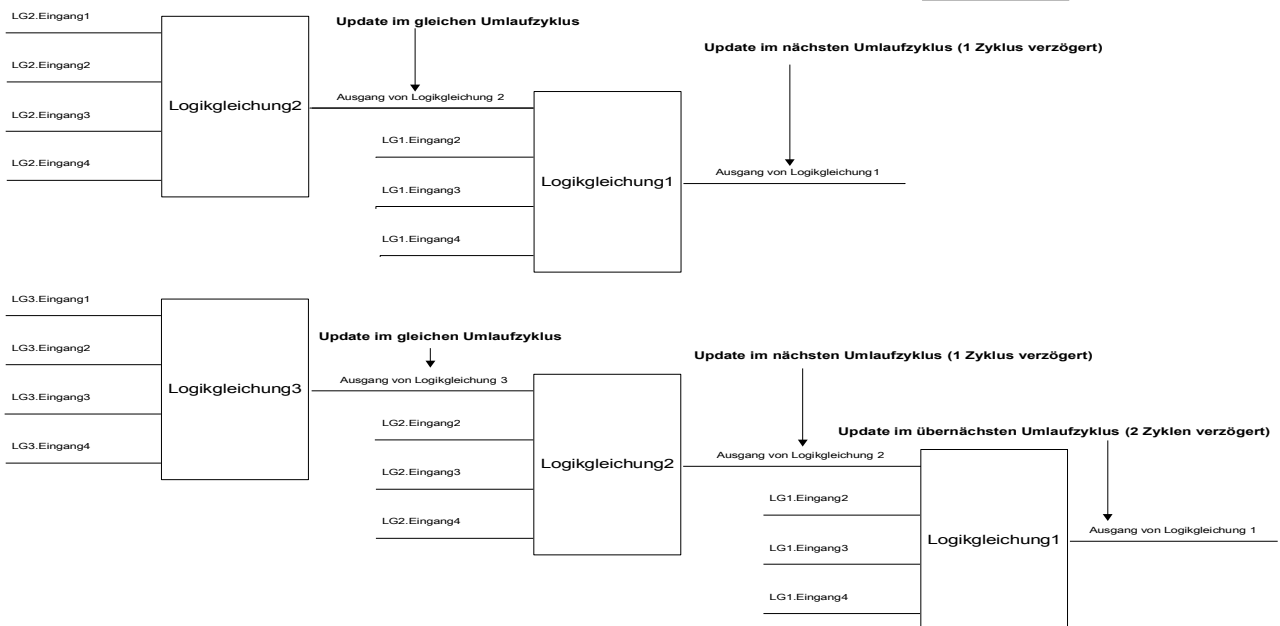 LG2.Eingang1
Update im gleichen Umlaufzyklus
Update im nächsten Umlaufzyklus (1 Zyklus verzögert)
LG2.Eingang2
Logikgleichung2
Ausgang von Logikgleichung 2
LG2.Eingang3
LG1.Eingang2
LG2.Eingang4
Logikgleichung1
Ausgang von Logikgleichung1
LG1.Eingang3
LG1.Eingang4
LG3.Eingang1
Update im gleichen Umlaufzyklus
LG3.Eingang2
Update im nächsten Umlaufzyklus (1 Zyklus verzögert)
Logikgleichung3
Ausgang von Logikgleichung 3
LG3.Eingang3
LG2.Eingang2
Update im übernächsten Umlaufzyklus (2 Zyklen verzögert)
LG3.Eingang4
Logikgleichung2
Ausgang von Logikgleichung 2
LG2.Eingang3
LG1.Eingang2
LG2.Eingang4
Logikgleichung1
Ausgang von Logikgleichung 1
LG1.Eingang3
LG1.Eingang4